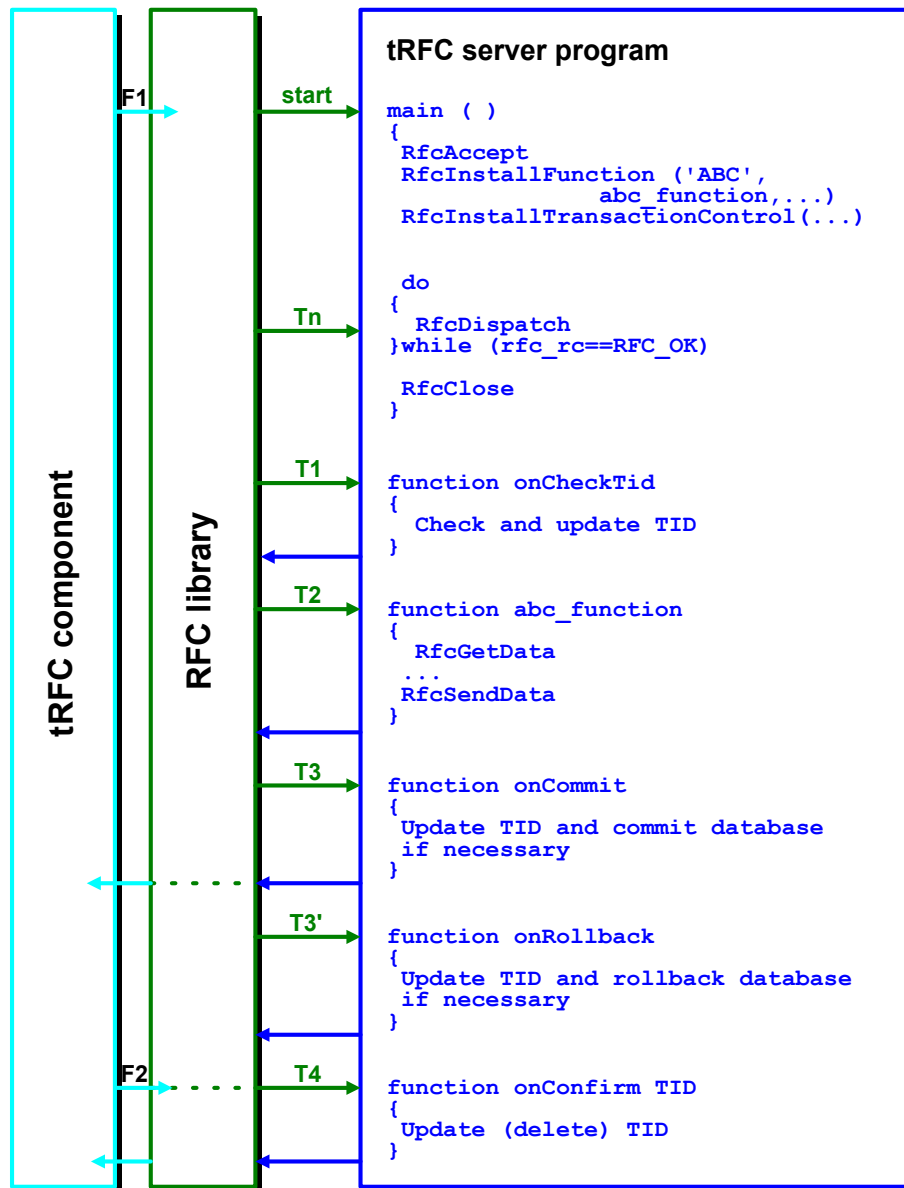 tRFC server program
F1
start
main ( )
{
RfcAccept
RfcInstallFunction ('ABC',
abc_function,...)
RfcInstallTransactionControl(...)
do
{
Tn
RfcDispatch
}while (rfc_rc==RFC_OK)
RfcClose
}
tRFC component
RFC library
T1
function onCheckTid
{
Check and update TID
}
T2
function abc_function
{
RfcGetData
...
RfcSendData
}
T3
function onCommit
{
Update TID and commit database
if necessary
}
T3'
function onRollback
{
Update TID and rollback database
if necessary
}
F2
T4
function onConfirm TID
{
Update (delete) TID
}